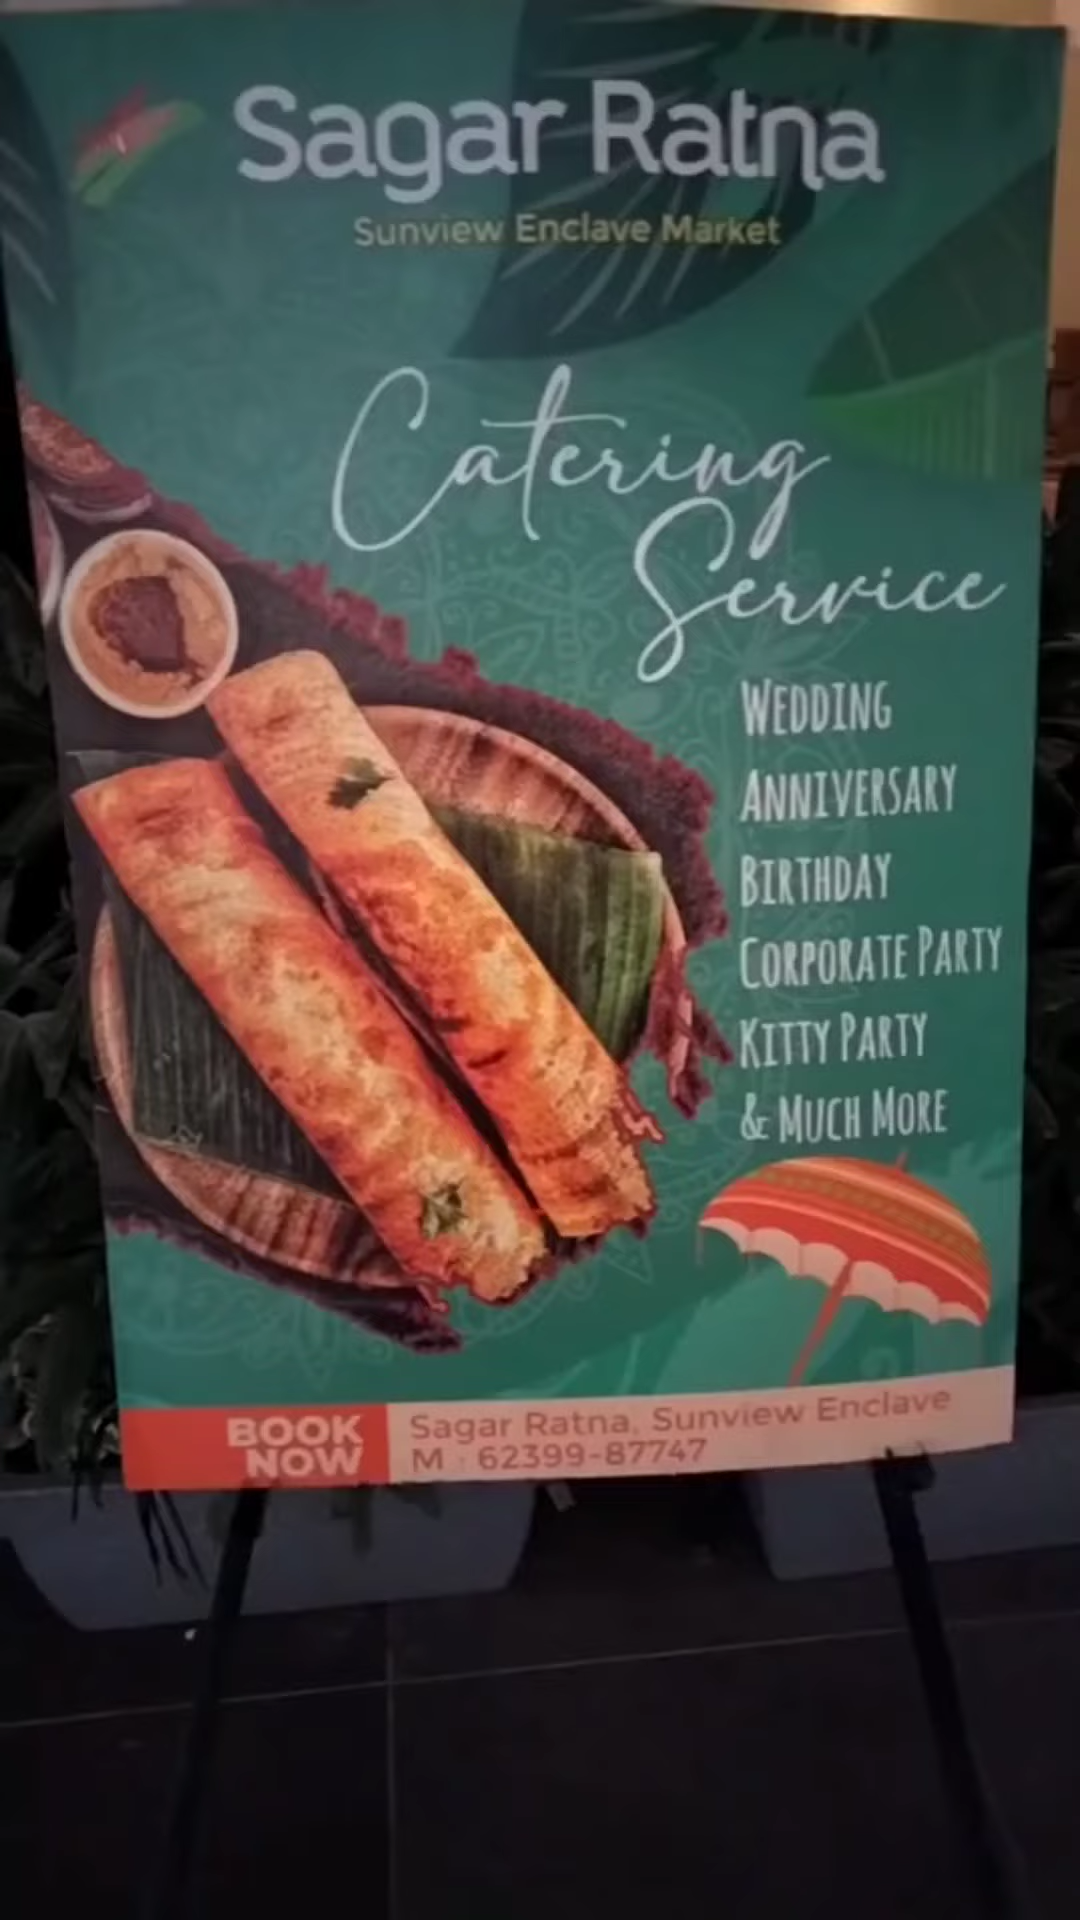 Sagar Ratna
Sunview Enclave Market
Catering
Service
WEDDING
ANNIVERSARY
BIRTHDAY
CORPORATE PARTY
KITTY PARTY
& MUCH MORE
BOOK
NOW
Sagar Ratna, Sunview Enclave
M : 62399-87747